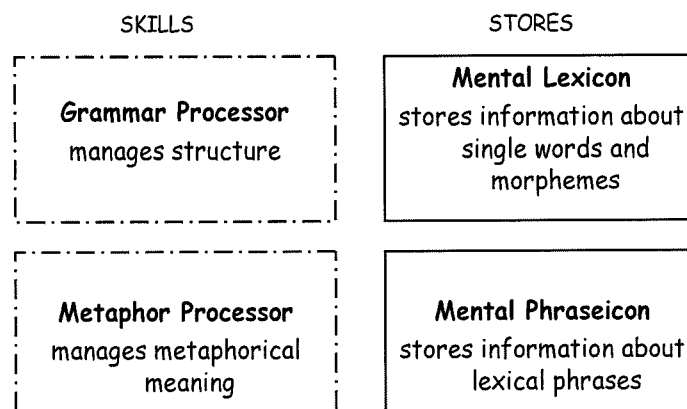 SKILLS
STORES
Grammar Processor
manages structure
Mental Lexicon
stores information about
single words and
morphemes
Metaphor Processor
manages metaphorical
meaning
Mental Phraseicon
stores information about
lexical phrases